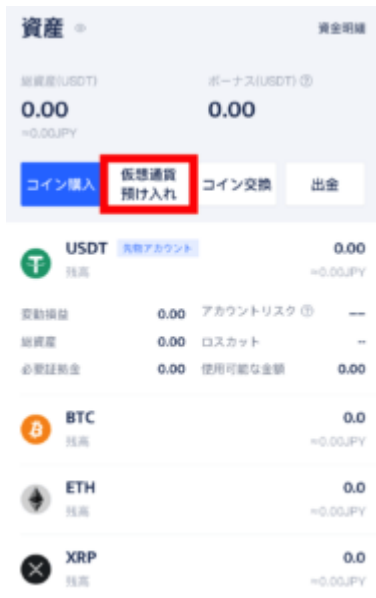 資産
資金明細
総資産(USDT)
ボーナス(USDT)
0.00
0.00
≈0.00JPY
コイン購入
仮想通貨
預け入れ
コイン交換
出金
USDT 先物アカウント
0.00
残高
≈0.00JPY
変動損益 0.00
アカウントリスク --
総資産 0.00
ロスカット --
必要証拠金 0.00
使用可能な金額 0.00
BTC 0.0
残高 ≈0.00JPY
ETH 0.0
残高 ≈0.00JPY
XRP 0.0
残高 ≈0.00JPY